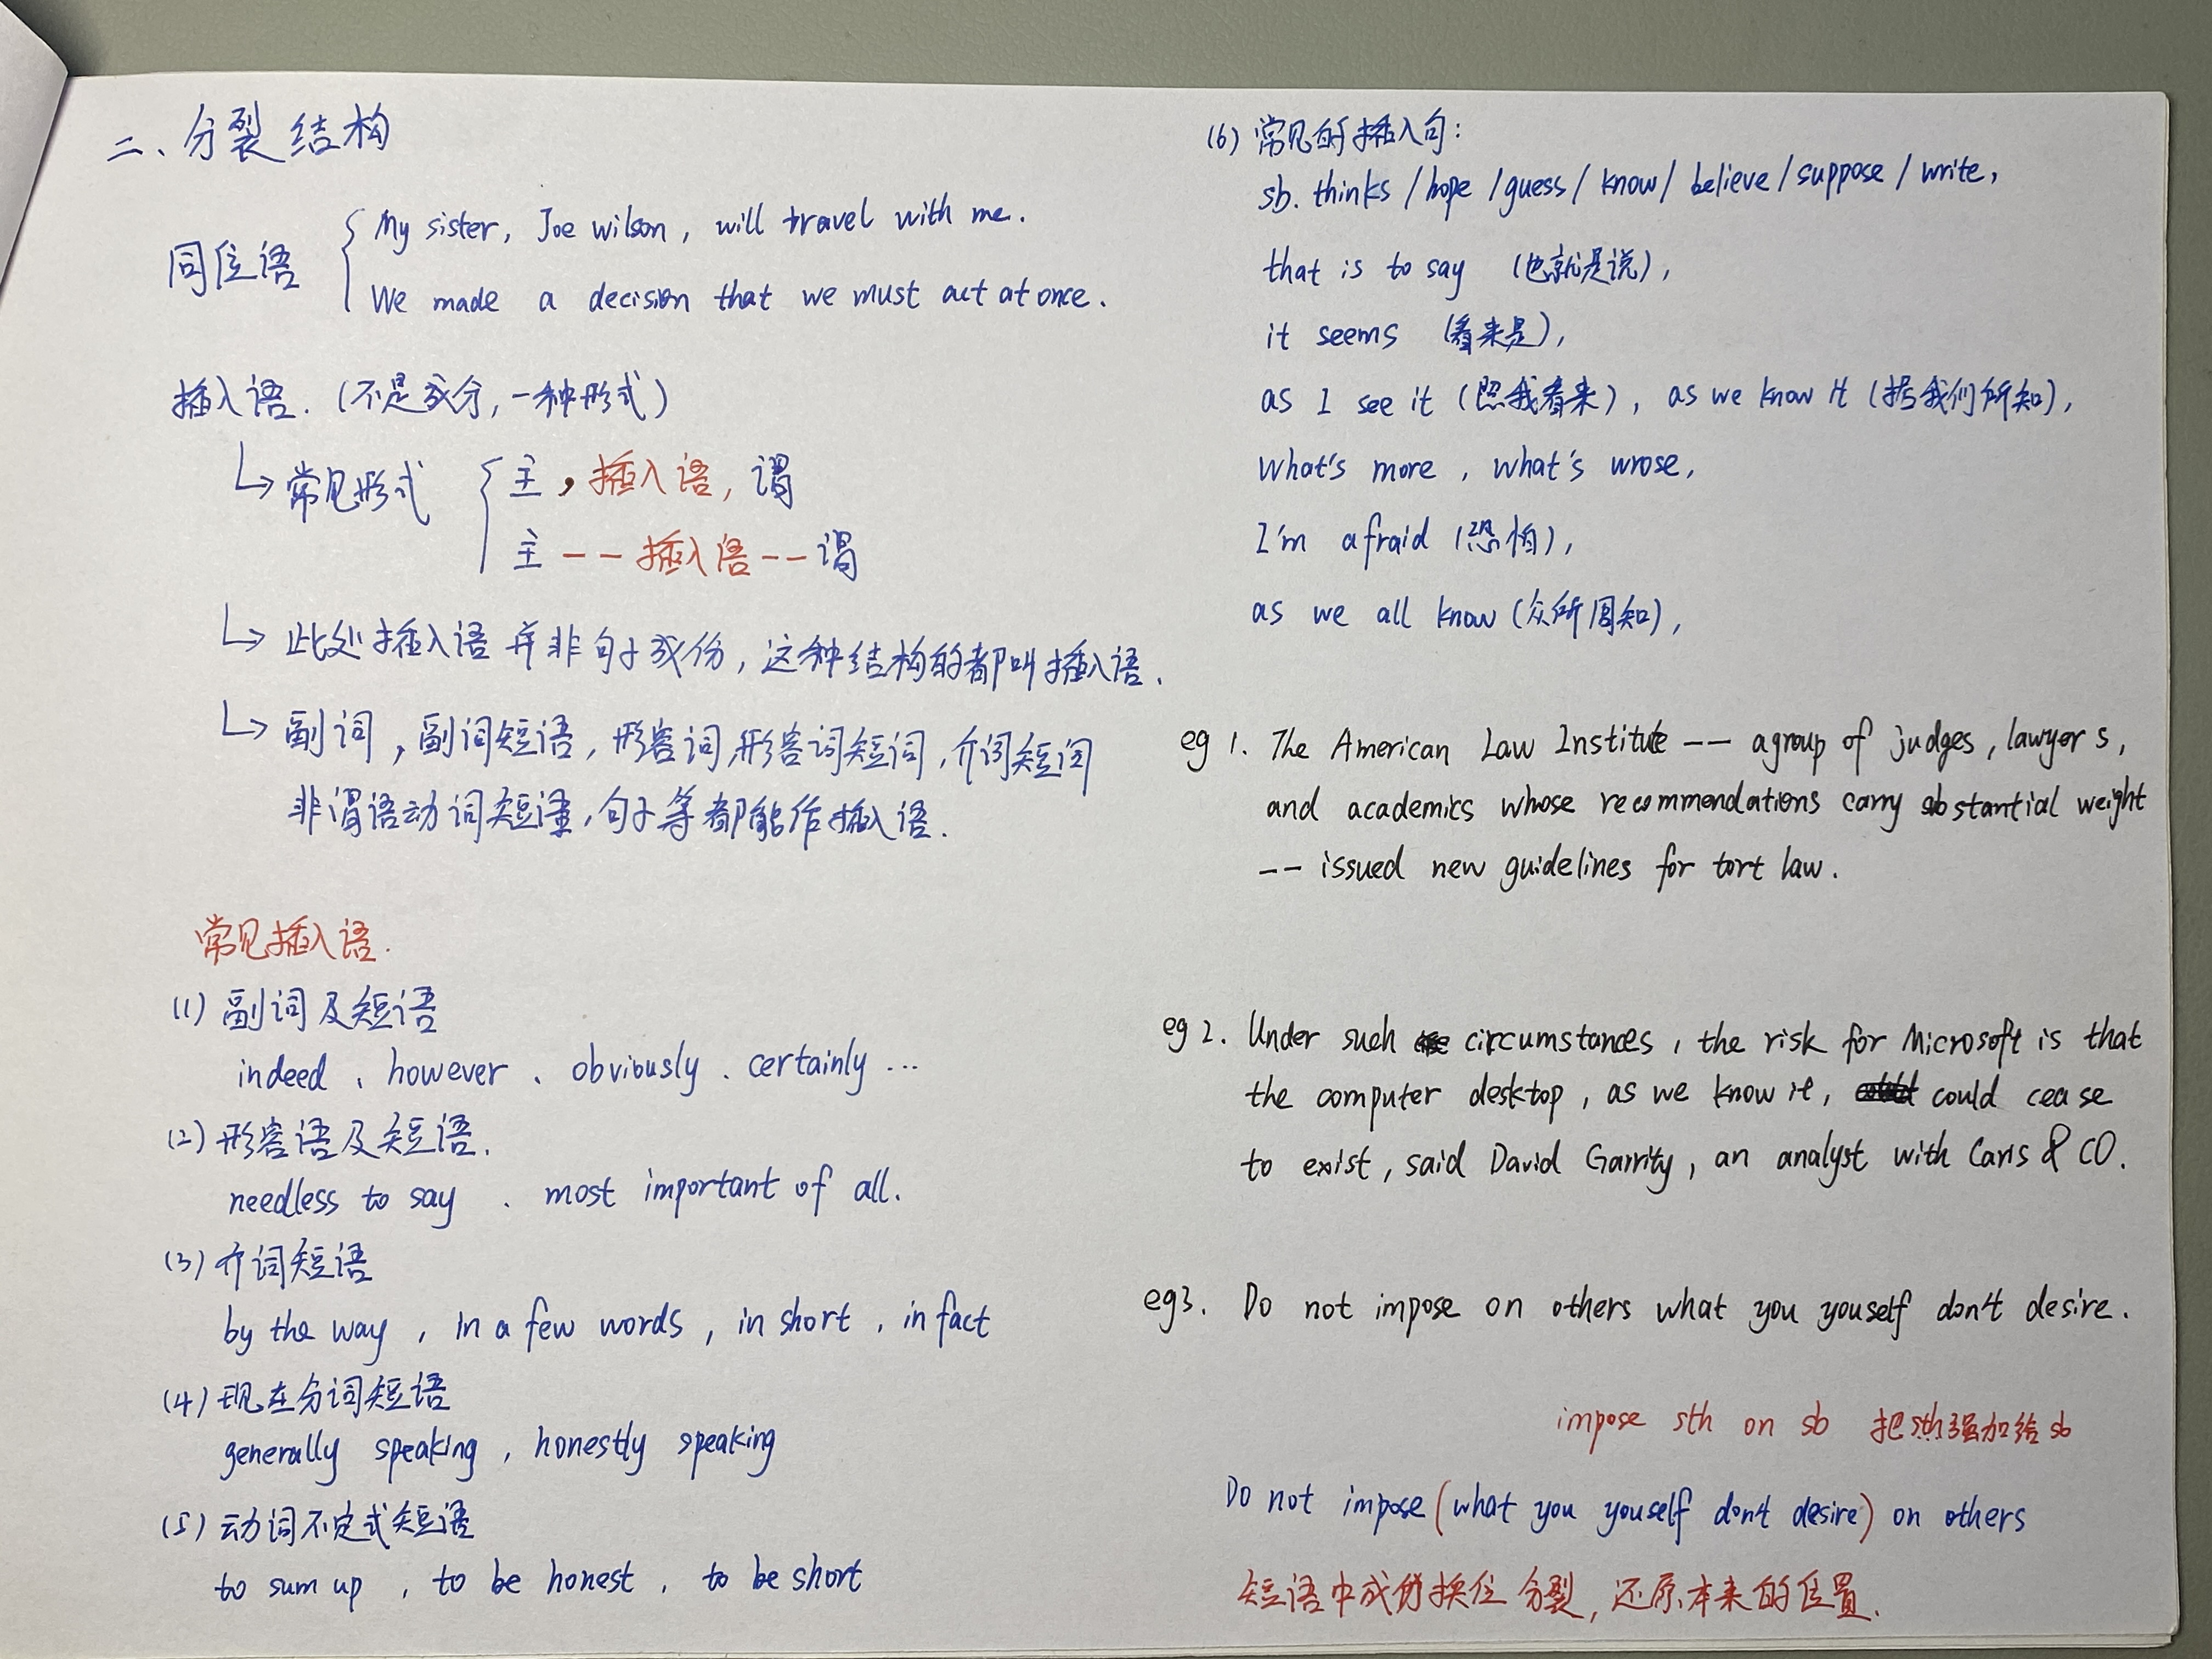 二、分裂结构
同位语
My sister, Joe wilson, will travel with me.
We made a decision that we must act at once.
插入语.(不是成分,一种形式)
常见形式
主,插入语,谓
主——插入语——谓
此处插入语并非句子成份,这种结构的都叫插入语.
副词,副词短语,形容词,形容词短词,介词短词
非谓语动词短语,句子等都能作插入语.
常见插入语.
(1) 副词及短语
indeed、however、obviously、certainly...
(2) 形容语及短语.
needless to say、most important of all.
(3) 介词短语
by the way, in a few words, in short, in fact
(4) 现在分词短语
generally speaking, honestly speaking
(5) 动词不定式短语
to sum up, to be honest, to be short
(6) 常见的插入句:
sb. thinks / hope / guess / know / believe / suppose / write,
that is to say (也就是说),
it seems (看来是),
as I see it (照我看来), as we know it (据我们所知),
what's more, what's wrose,
I'm afraid (恐怕),
as we all know (众所周知),
eg 1. The American Law Institute —— a group of judges, lawyers,
and academics whose recommendations carry sbstantial weight
—— issued new guidelines for tort law.
eg 2. Under such circumstances, the risk for Microsoft is that
the computer desktop, as we know it, could cease
to exist, said David Garrity, an analyst with Caris & CO.
eg3. Do not impose on others what you youself don't desire.
impose sth on sb 把sth强加给sb
Do not impose (what you youself don't desire) on others
短语中成份换位分裂,还原本来的位置.